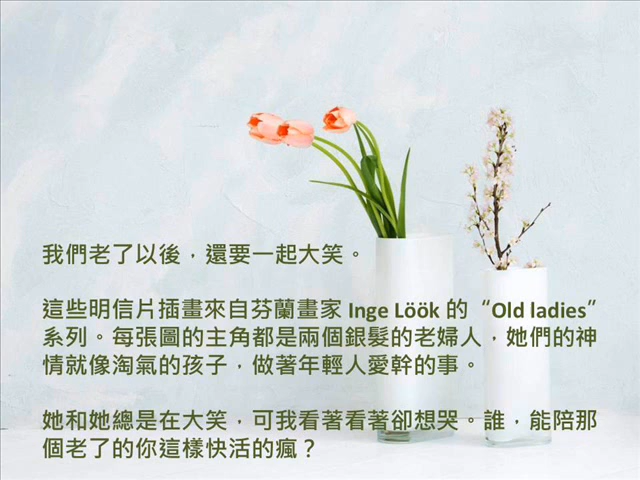 我們老了以後，還要一起大笑。
這些明信片插畫來自芬蘭畫家 Inge Löök 的“Old ladies”
系列。每張圖的主角都是兩個銀髮的老婦人，她們的神
情就像淘氣的孩子，做著年輕人愛幹的事。
她和她總是在大笑，可我看著看著卻想哭。誰，能陪那
個老了的你這樣快活的瘋？